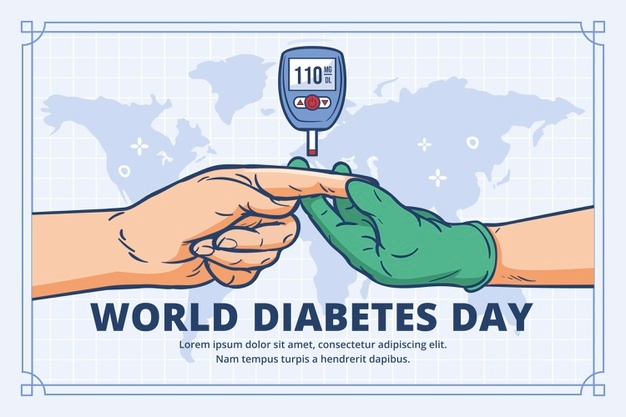 110 MG
DL
WORLD DIABETES DAY
Lorem ipsum dolor sit amet, consectetur adipiscing elit.
Nam tempus turpis a hendrerit dapibus.